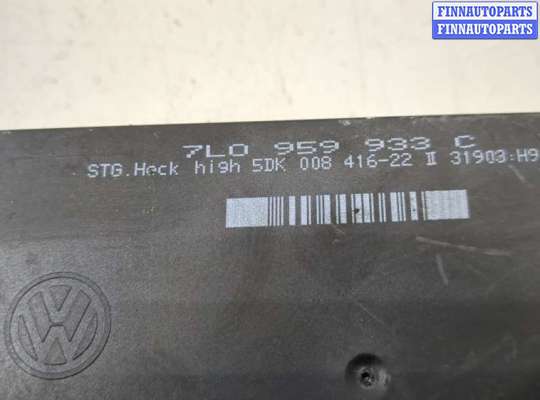 FINNAUTOPARTS
FINNAUTOPARTS
7L0 959 933 C
STG.Heck high 5DK 008 416-22 II 31903:H9